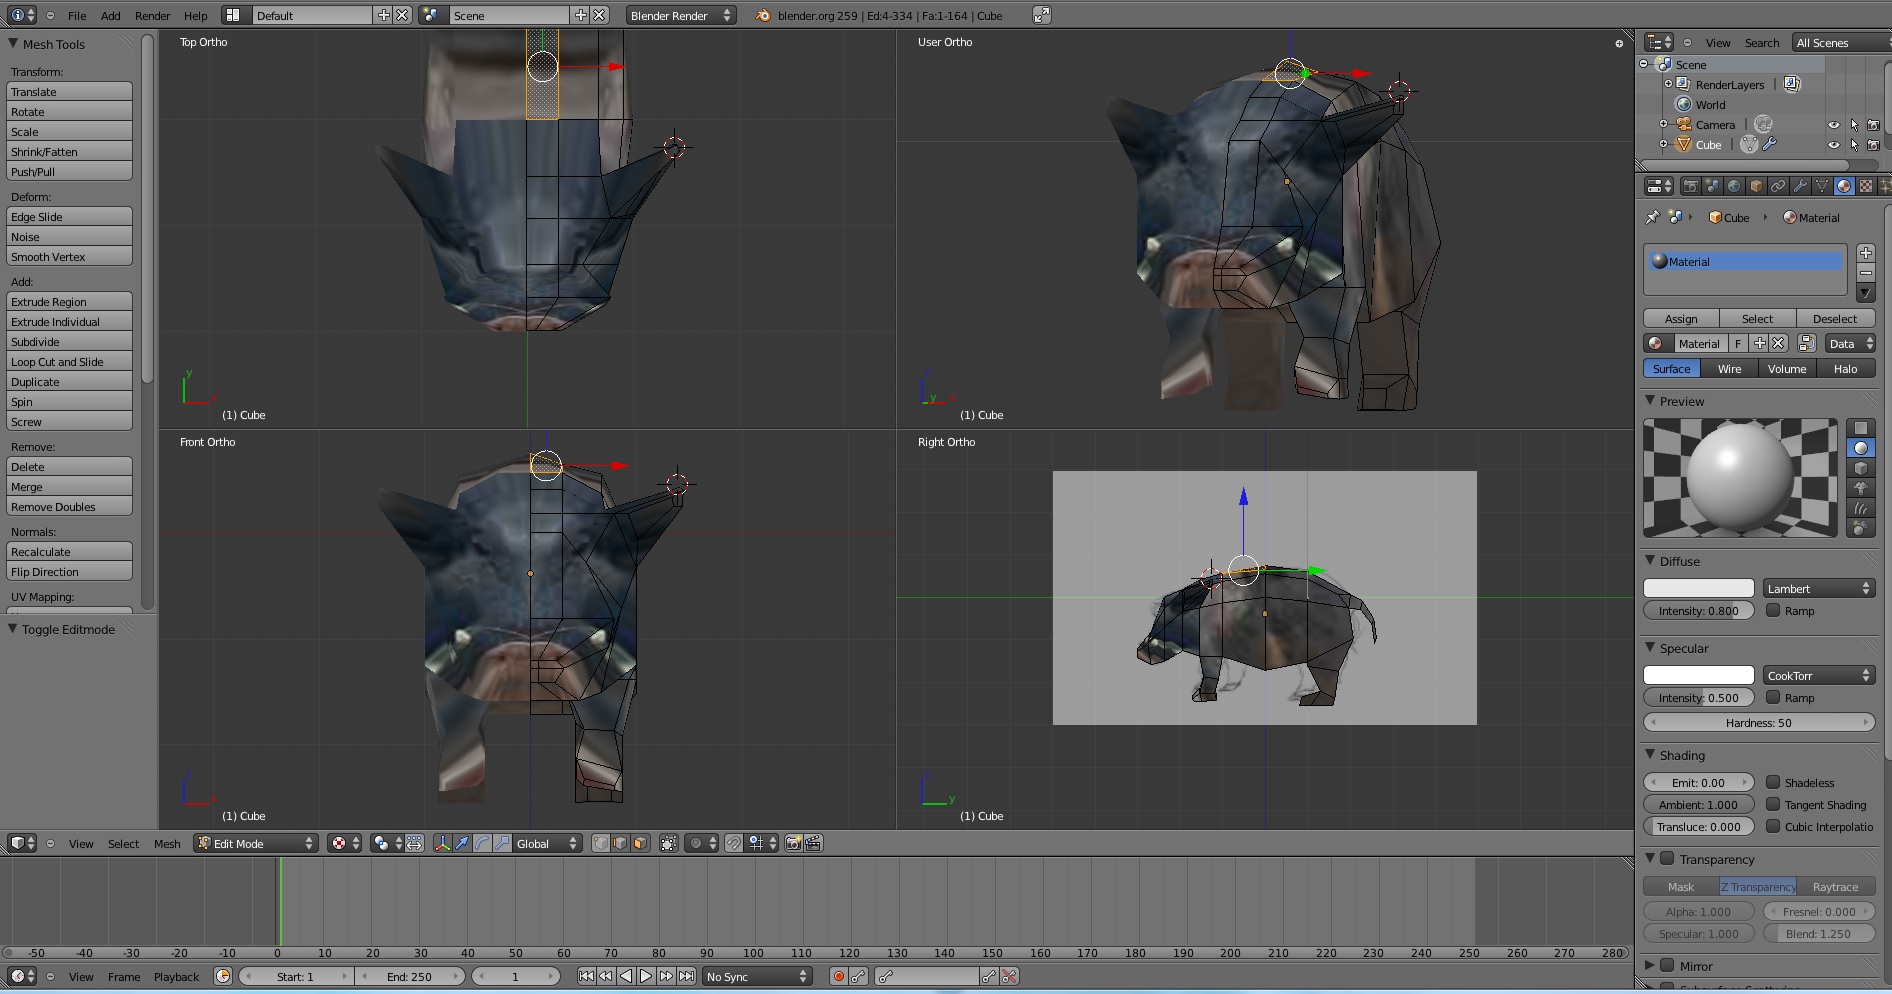 File Add Render Help Default Scene Blender Render blender.org 259 | Ed:4-334 | Fa:1-164 | Cube
Mesh Tools
Transform:
Translate
Rotate
Scale
Shrink/Fatten
Push/Pull
Deform:
Edge Slide
Noise
Smooth Vertex
Add:
Extrude Region
Extrude Individual
Subdivide
Loop Cut and Slide
Duplicate
Spin
Screw
Remove:
Delete
Merge
Remove Doubles
Normals:
Recalculate
Flip Direction
UV Mapping:
Toggle Editmode
Top Ortho
y
x
(1) Cube
User Ortho
y x
(1) Cube
Front Ortho
x
(1) Cube
Right Ortho
y
(1) Cube
View Search All Scenes
Scene
RenderLayers
World
Camera
Cube
Cube Material
Material
Assign Select Deselect
Material F Data
Surface Wire Volume Halo
Preview
Diffuse
Lambert
Intensity: 0.800 Ramp
Specular
CookTorr
Intensity: 0.500 Ramp
Hardness: 50
Shading
Emit: 0.00 Shadeless
Ambient: 1.000 Tangent Shading
Transluce: 0.000 Cubic Interpolatio
Transparency
Mask Z Transparency Raytrace
Alpha: 1.000 Fresnel: 0.000
Specular: 1.000 Blend: 1.250
Mirror
View Select Mesh Edit Mode Global
-50 -40 -30 -20 -10 0 10 20 30 40 50 60 70 80 90 100 110 120 130 140 150 160 170 180 190 200 210 220 230 240 250 260 270 280
View Frame Playback Start: 1 End: 250 1 No Sync